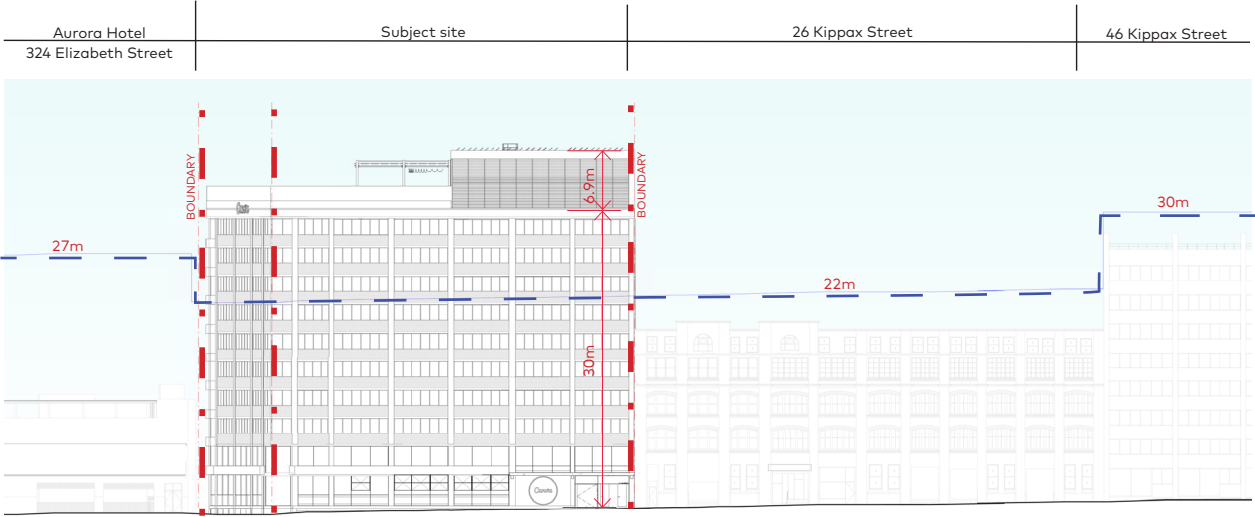 Aurora Hotel
324 Elizabeth Street
Subject site
26 Kippax Street
46 Kippax Street
BOUNDARY
BOUNDARY
6.9m
30m
27m
22m
30m
Canva